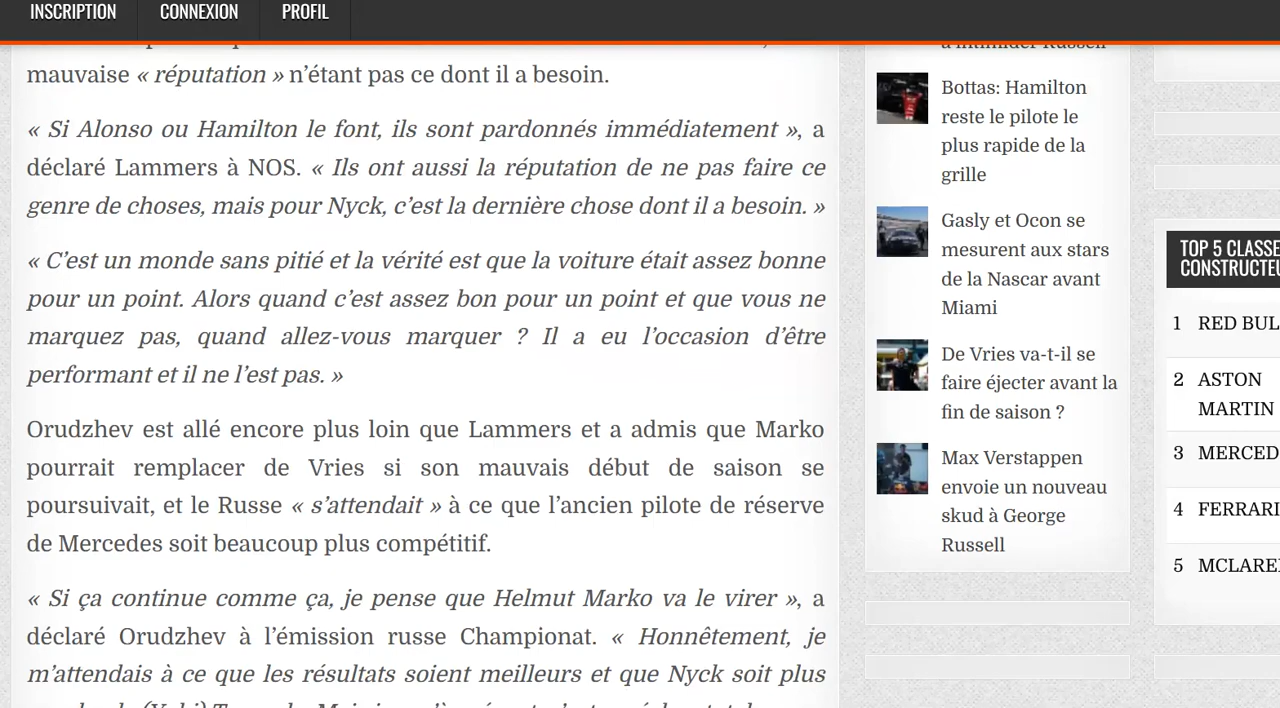 INSCRIPTION CONNEXION PROFIL
mauvaise « réputation » n’étant pas ce dont il a besoin.
« Si Alonso ou Hamilton le font, ils sont pardonnés immédiatement », a
déclaré Lammers à NOS. « Ils ont aussi la réputation de ne pas faire ce
genre de choses, mais pour Nyck, c’est la dernière chose dont il a besoin. »
« C’est un monde sans pitié et la vérité est que la voiture était assez bonne
pour un point. Alors quand c’est assez bon pour un point et que vous ne
marquez pas, quand allez-vous marquer ? Il a eu l’occasion d’être
performant et il ne l’est pas. »
Orudzhev est allé encore plus loin que Lammers et a admis que Marko
pourrait remplacer de Vries si son mauvais début de saison se
poursuivait, et le Russe « s’attendait » à ce que l’ancien pilote de réserve
de Mercedes soit beaucoup plus compétitif.
« Si ça continue comme ça, je pense que Helmut Marko va le virer », a
déclaré Orudzhev à l’émission russe Championat. « Honnêtement, je
m’attendais à ce que les résultats soient meilleurs et que Nyck soit plus
à intimider Russell
Bottas: Hamilton
reste le pilote le
plus rapide de la
grille
Gasly et Ocon se
mesurent aux stars
de la Nascar avant
Miami
De Vries va-t-il se
faire éjecter avant la
fin de saison ?
Max Verstappen
envoie un nouveau
skud à George
Russell
TOP 5 CLASSE
CONSTRUCTEU
1 RED BUL
2 ASTON
MARTIN
3 MERCED
4 FERRARI
5 MCLARE